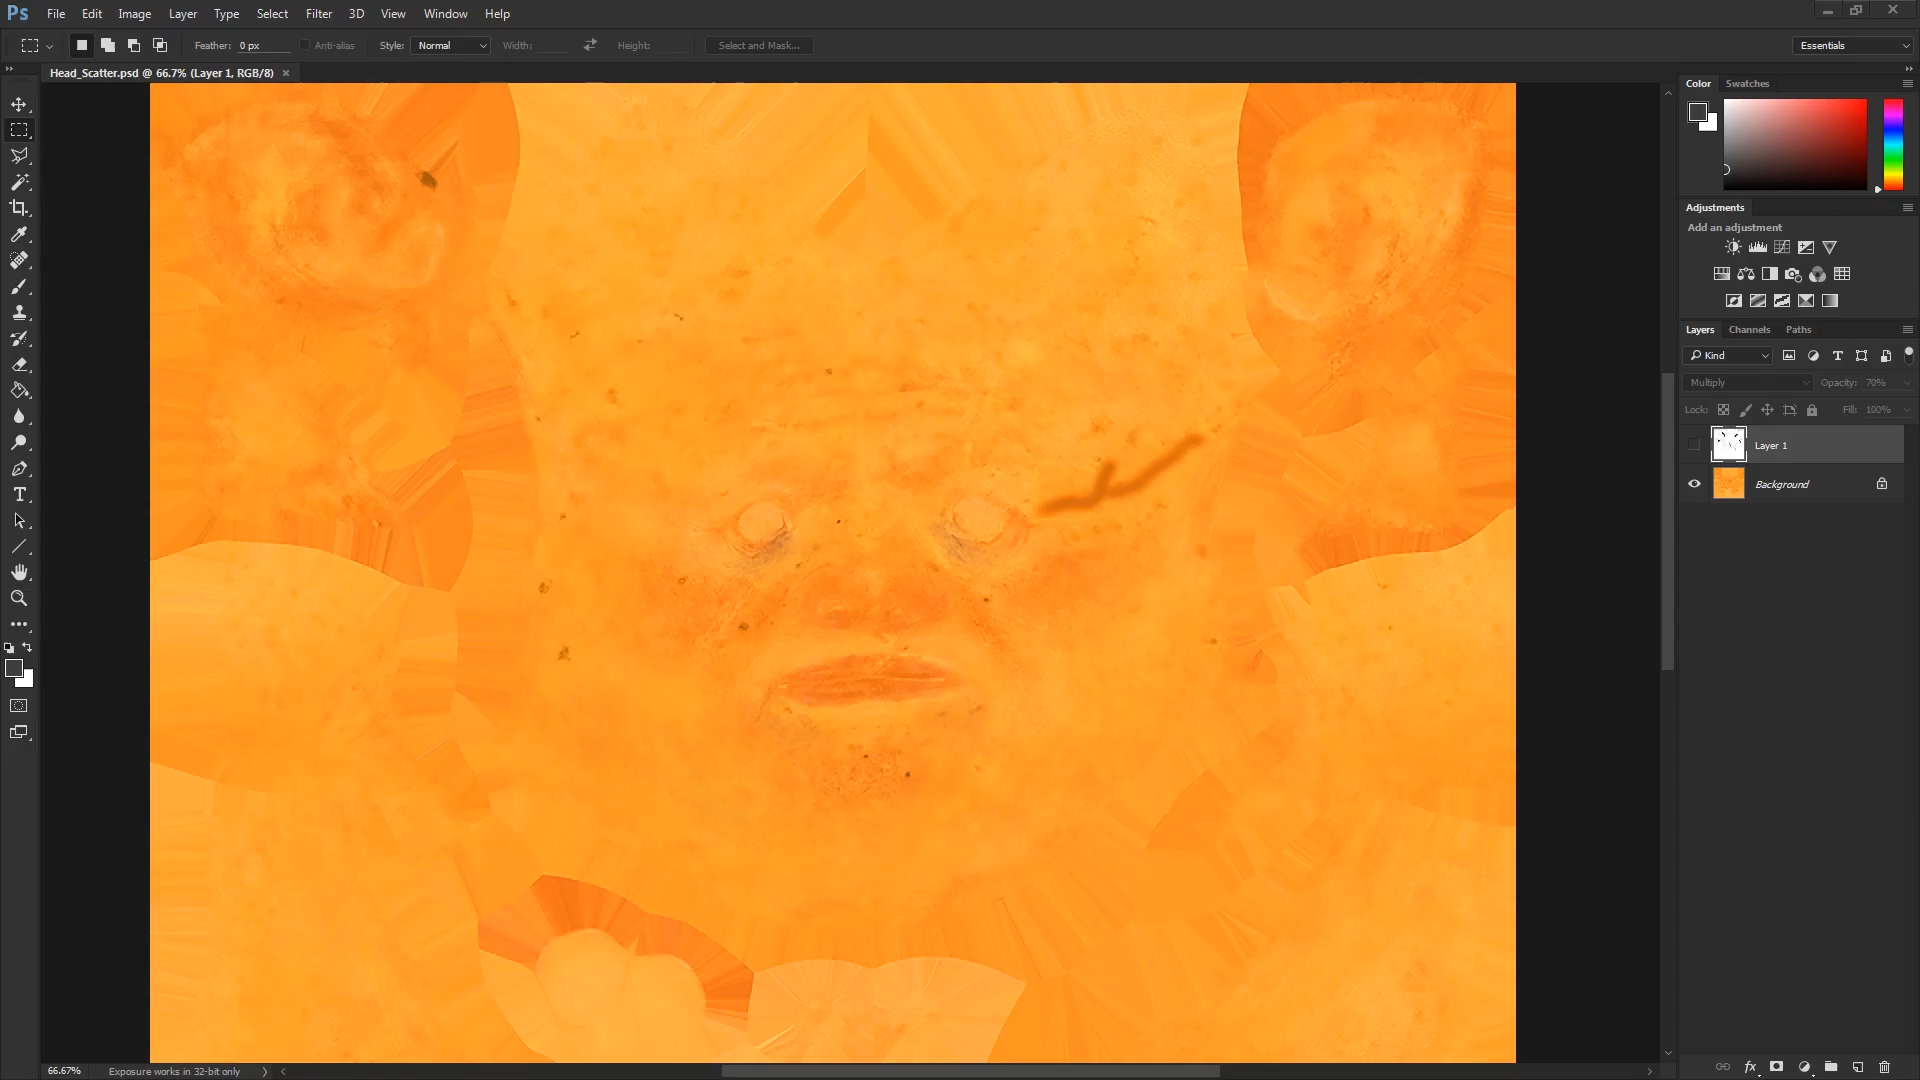 Ps File Edit Image Layer Type Select Filter 3D View Window Help
Feather: 0 px Anti-alias Style: Normal Width: Height: Select and Mask... Essentials
Head_Scatter.psd @ 66.7% (Layer 1, RGB/8) ×
Color Swatches
Adjustments
Add an adjustment
Layers Channels Paths
Kind
Multiply Opacity: 70%
Lock: Fill: 100%
Layer 1
Background
66.67% Exposure works in 32-bit only